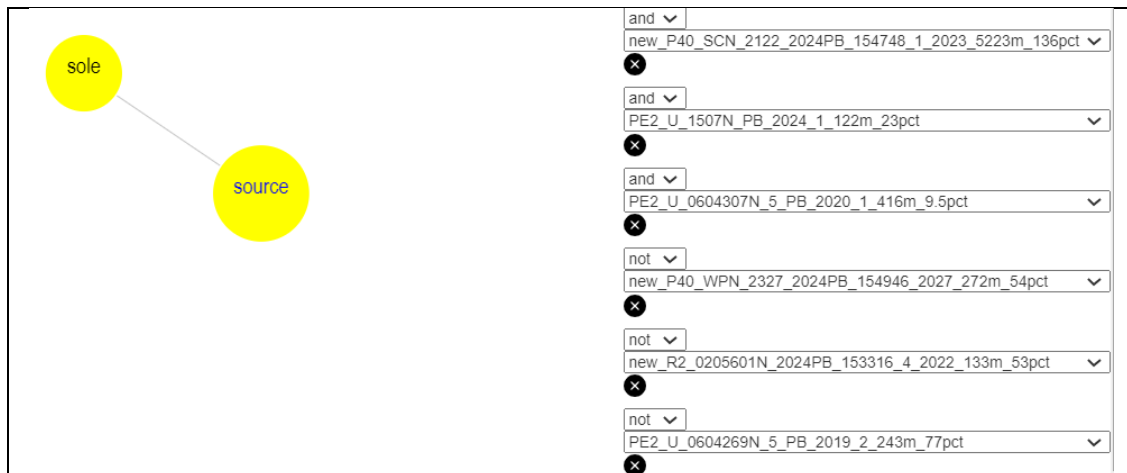 sole
source
and
new_P40_SCN_2122_2024PB_154748_1_2023_5223m_136pct
and
PE2_U_1507N_PB_2024_1_122m_23pct
and
PE2_U_0604307N_5_PB_2020_1_416m_9.5pct
not
new_P40_WPN_2327_2024PB_154946_2027_272m_54pct
not
new_R2_0205601N_2024PB_153316_4_2022_133m_53pct
not
PE2_U_0604269N_5_PB_2019_2_243m_77pct